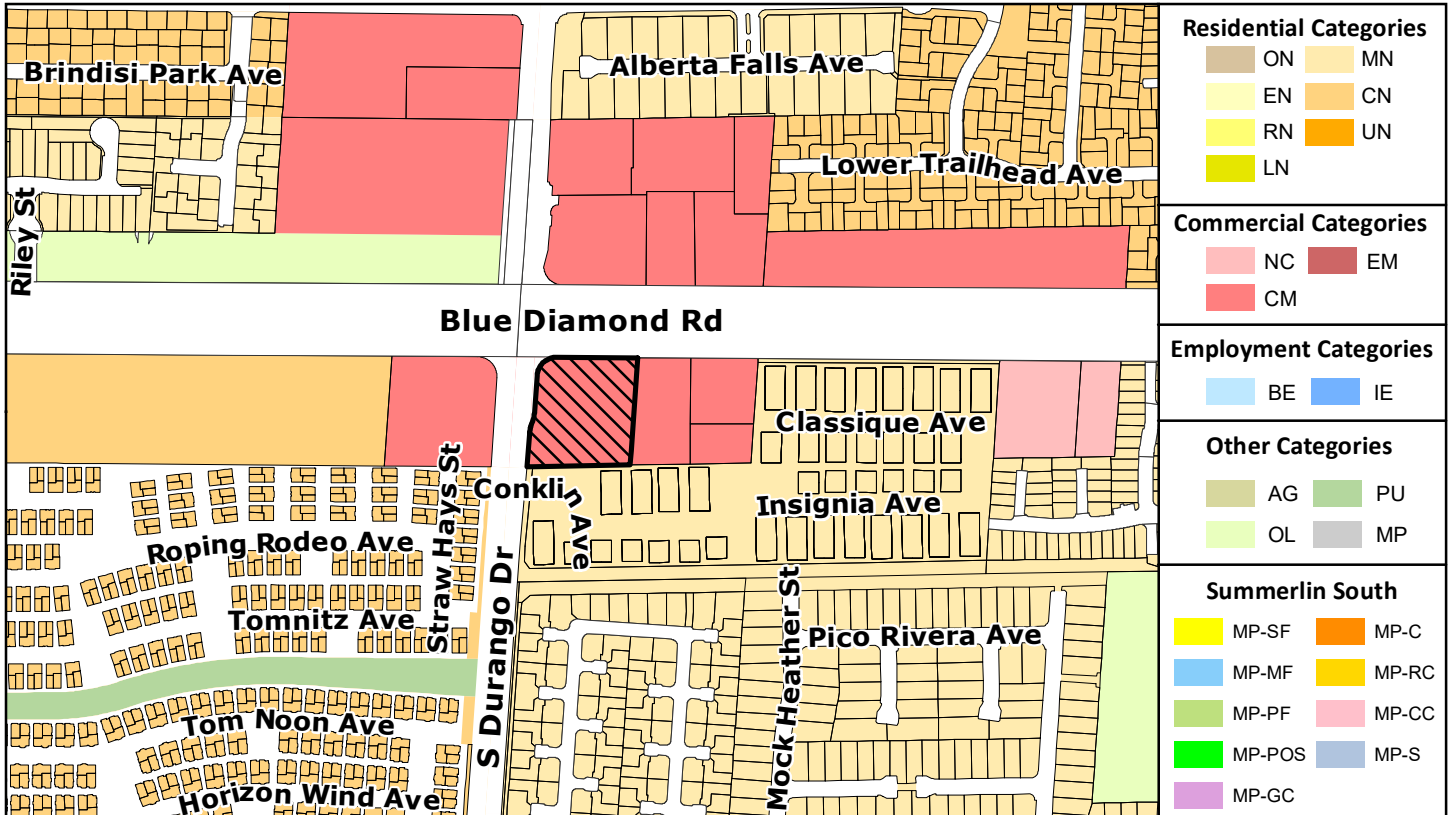 Brindisi Park Ave
Alberta Falls Ave
Lower Trailhead Ave
Riley St
Blue Diamond Rd
Classique Ave
Straw Hays St
Conklin Ave
Insignia Ave
Roping Rodeo Ave
S Durango Dr
Mock Heather St
Tomnitz Ave
Pico Rivera Ave
Tom Noon Ave
Horizon Wind Ave
Residential Categories
ON MN
EN CN
RN UN
LN
Commercial Categories
NC EM
CM
Employment Categories
BE IE
Other Categories
AG PU
OL MP
Summerlin South
MP-SF MP-C
MP-MF MP-RC
MP-PF MP-CC
MP-POS MP-S
MP-GC